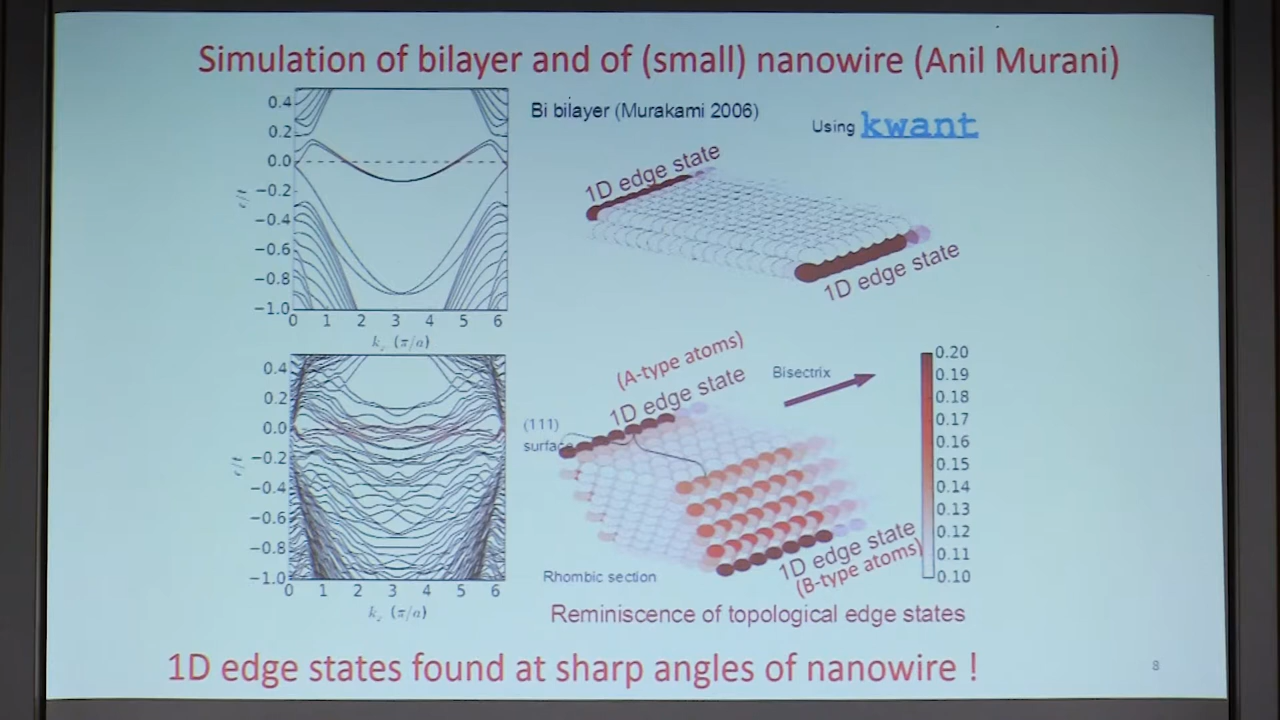 Simulation of bilayer and of (small) nanowire (Anil Murani)
Bi bilayer (Murakami 2006)
Using kwant
0.4
0.2
0.0
−0.2
−0.4
−0.6
−0.8
−1.0
e/t
0 1 2 3 4 5 6
k (π/a)
1D edge state
1D edge state
0.4
0.2
0.0
−0.2
−0.4
−0.6
−0.8
−1.0
e/t
0 1 2 3 4 5 6
k (π/a)
(A-type atoms)
1D edge state
Bisectrix
(111)
surface
1D edge state
(B-type atoms)
Rhombic section
0.20
0.19
0.18
0.17
0.16
0.15
0.14
0.13
0.12
0.11
0.10
Reminiscence of topological edge states
1D edge states found at sharp angles of nanowire !
8